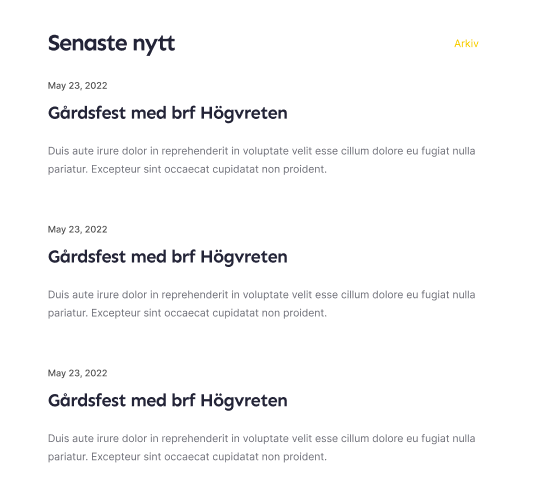 Senaste nytt
Arkiv
May 23, 2022
Gårdsfest med brf Högvreten
Duis aute irure dolor in reprehenderit in voluptate velit esse cillum dolore eu fugiat nulla
pariatur. Excepteur sint occaecat cupidatat non proident.
May 23, 2022
Gårdsfest med brf Högvreten
Duis aute irure dolor in reprehenderit in voluptate velit esse cillum dolore eu fugiat nulla
pariatur. Excepteur sint occaecat cupidatat non proident.
May 23, 2022
Gårdsfest med brf Högvreten
Duis aute irure dolor in reprehenderit in voluptate velit esse cillum dolore eu fugiat nulla
pariatur. Excepteur sint occaecat cupidatat non proident.